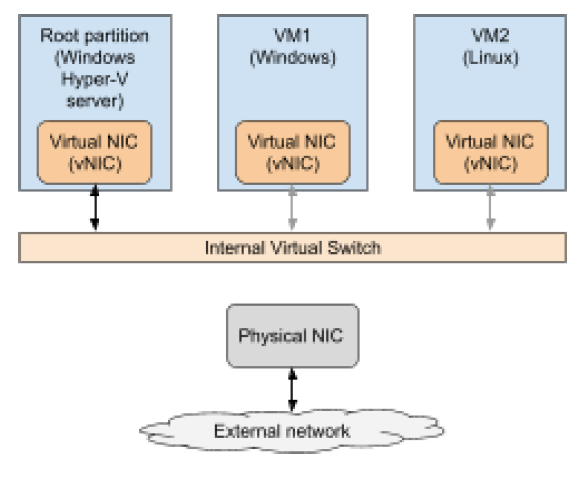 Root partition
(Windows
Hyper-V
server)
Virtual NIC
(vNIC)
VM1
(Windows)
Virtual NIC
(vNIC)
VM2
(Linux)
Virtual NIC
(vNIC)
Internal Virtual Switch
Physical NIC
External network